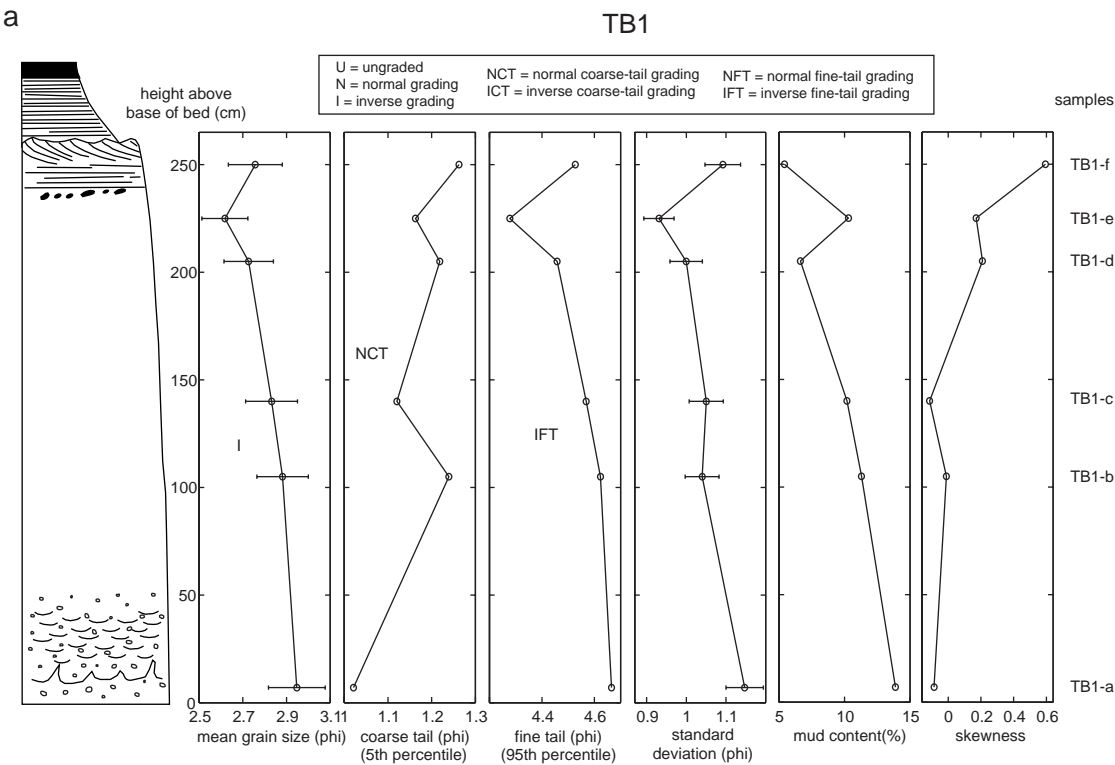 a
TB1
U = ungraded
N = normal grading
I = inverse grading
NCT = normal coarse-tail grading
ICT = inverse coarse-tail grading
NFT = normal fine-tail grading
IFT = inverse fine-tail grading
height above
base of bed (cm)
samples
250
200
150
100
50
0
NCT
I
IFT
TB1-f
TB1-e
TB1-d
TB1-c
TB1-b
TB1-a
2.5 2.7 2.9 3.1
mean grain size (phi)
1 1.1 1.2 1.3
coarse tail (phi)
(5th percentile)
4.4 4.6
fine tail (phi)
(95th percentile)
0.9 1 1.1
standard
deviation (phi)
5 10 15
mud content(%)
0 0.2 0.4 0.6
skewness